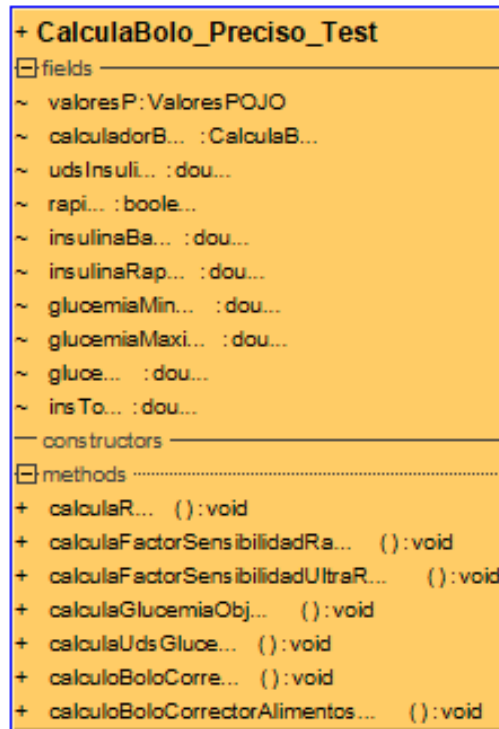 + CalculaBolo_Preciso_Test
fields
~ valoresP:ValoresPOJO
~ calculadorB... :CalculaB...
~ udsInsuli... :dou...
~ rapi... :boole...
~ insulinaBa... :dou...
~ insulinaRap... :dou...
~ glucemiaMin... :dou...
~ glucemiaMaxi... :dou...
~ gluce... :dou...
~ insTo... :dou...
constructors
methods
+ calculaR... ():void
+ calculaFactorSensibilidadRa... ():void
+ calculaFactorSensibilidadUltraR... ():void
+ calculaGlucemiaObj... ():void
+ calculaUdsGluce... ():void
+ calculoBoloCorre... ():void
+ calculoBoloCorrectorAlimentos... ():void